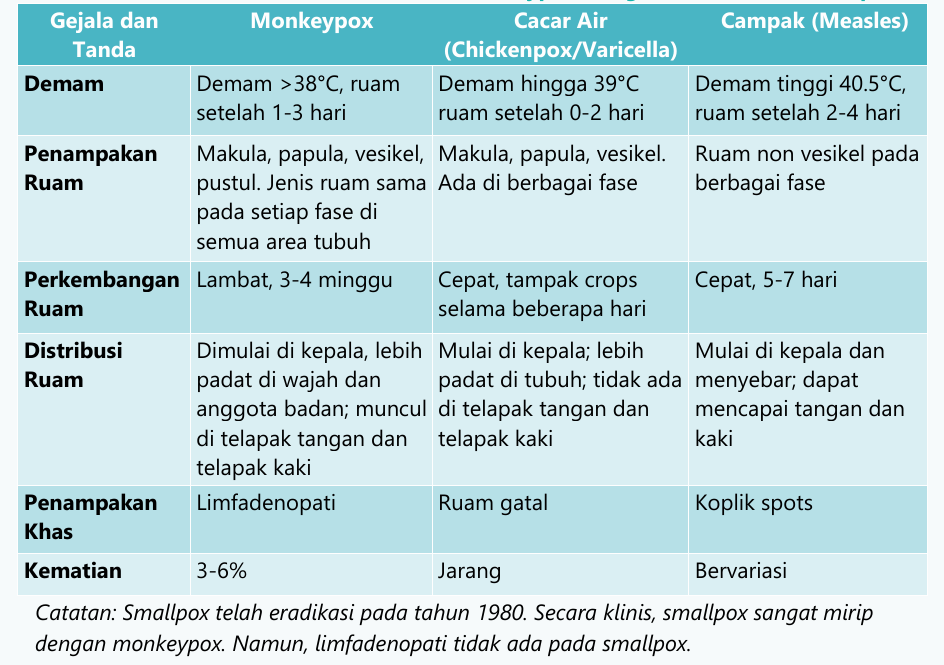 Gejala dan Tanda
Monkeypox
Cacar Air (Chickenpox/Varicella)
Campak (Measles)
Demam
Demam >38°C, ruam
setelah 1-3 hari
Demam hingga 39°C
ruam setelah 0-2 hari
Demam tinggi 40.5°C,
ruam setelah 2-4 hari
Penampakan
Ruam
Makula, papula, vesikel,
pustul. Jenis ruam sama
pada setiap fase di
semua area tubuh
Makula, papula, vesikel.
Ada di berbagai fase
Ruam non vesikel pada
berbagai fase
Perkembangan
Ruam
Lambat, 3-4 minggu
Cepat, tampak crops
selama beberapa hari
Cepat, 5-7 hari
Distribusi
Ruam
Dimulai di kepala, lebih
padat di wajah dan
anggota badan; muncul
di telapak tangan dan
telapak kaki
Mulai di kepala; lebih
padat di tubuh; tidak ada
di telapak tangan dan
telapak kaki
Mulai di kepala dan
menyebar; dapat
mencapai tangan dan
kaki
Penampakan
Khas
Limfadenopati
Ruam gatal
Koplik spots
Kematian
3-6%
Jarang
Bervariasi
Catatan: Smallpox telah eradikasi pada tahun 1980. Secara klinis, smallpox sangat mirip
dengan monkeypox. Namun, limfadenopati tidak ada pada smallpox.